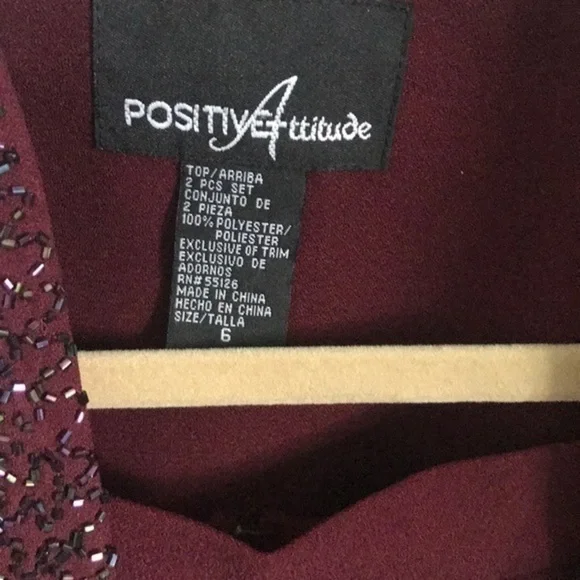 POSITIVE Attitude
TOP/ARRIBA
2 PCS SET
CONJUNTO DE
2 PIEZA
100% POLYESTER/
POLIESTER
EXCLUSIVE OF TRIM
EXCLUSIVO DE
ADORNOS
RN# 55126
MADE IN CHINA
HECHO EN CHINA
SIZE/TALLA
6